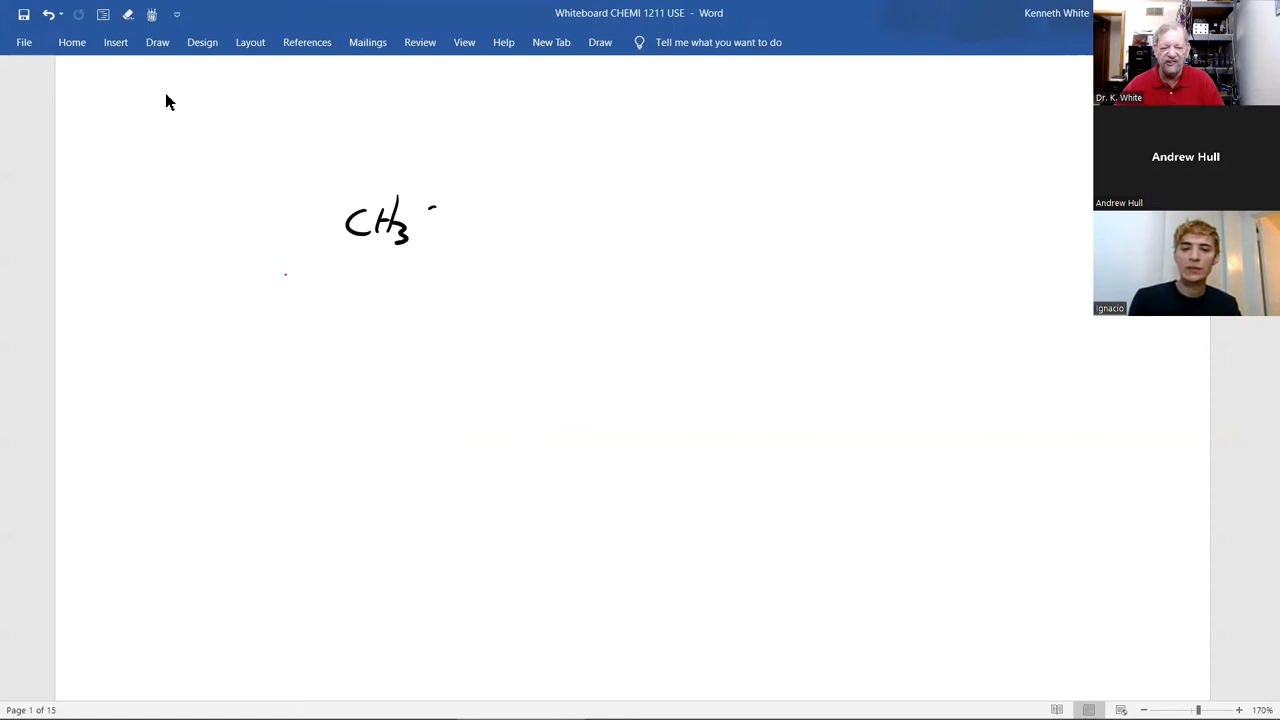 Whiteboard CHEMI 1211 USE - Word
Kenneth White
File Home Insert Draw Design Layout References Mailings Review View Help New Tab Draw Tell me what you want to do
Dr. K. White
Andrew Hull
Andrew Hull
CH₃⁻
Ignacio
Page 1 of 15
170%